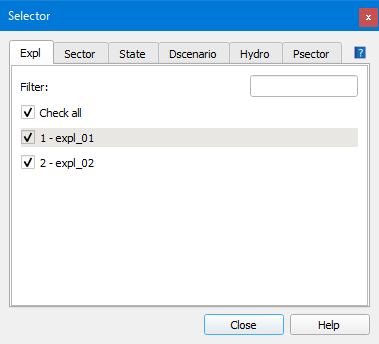 Selector x
Expl Sector State Dscenario Hydro Psector ?
Filter:
Check all
1 - expl_01
2 - expl_02
Close Help